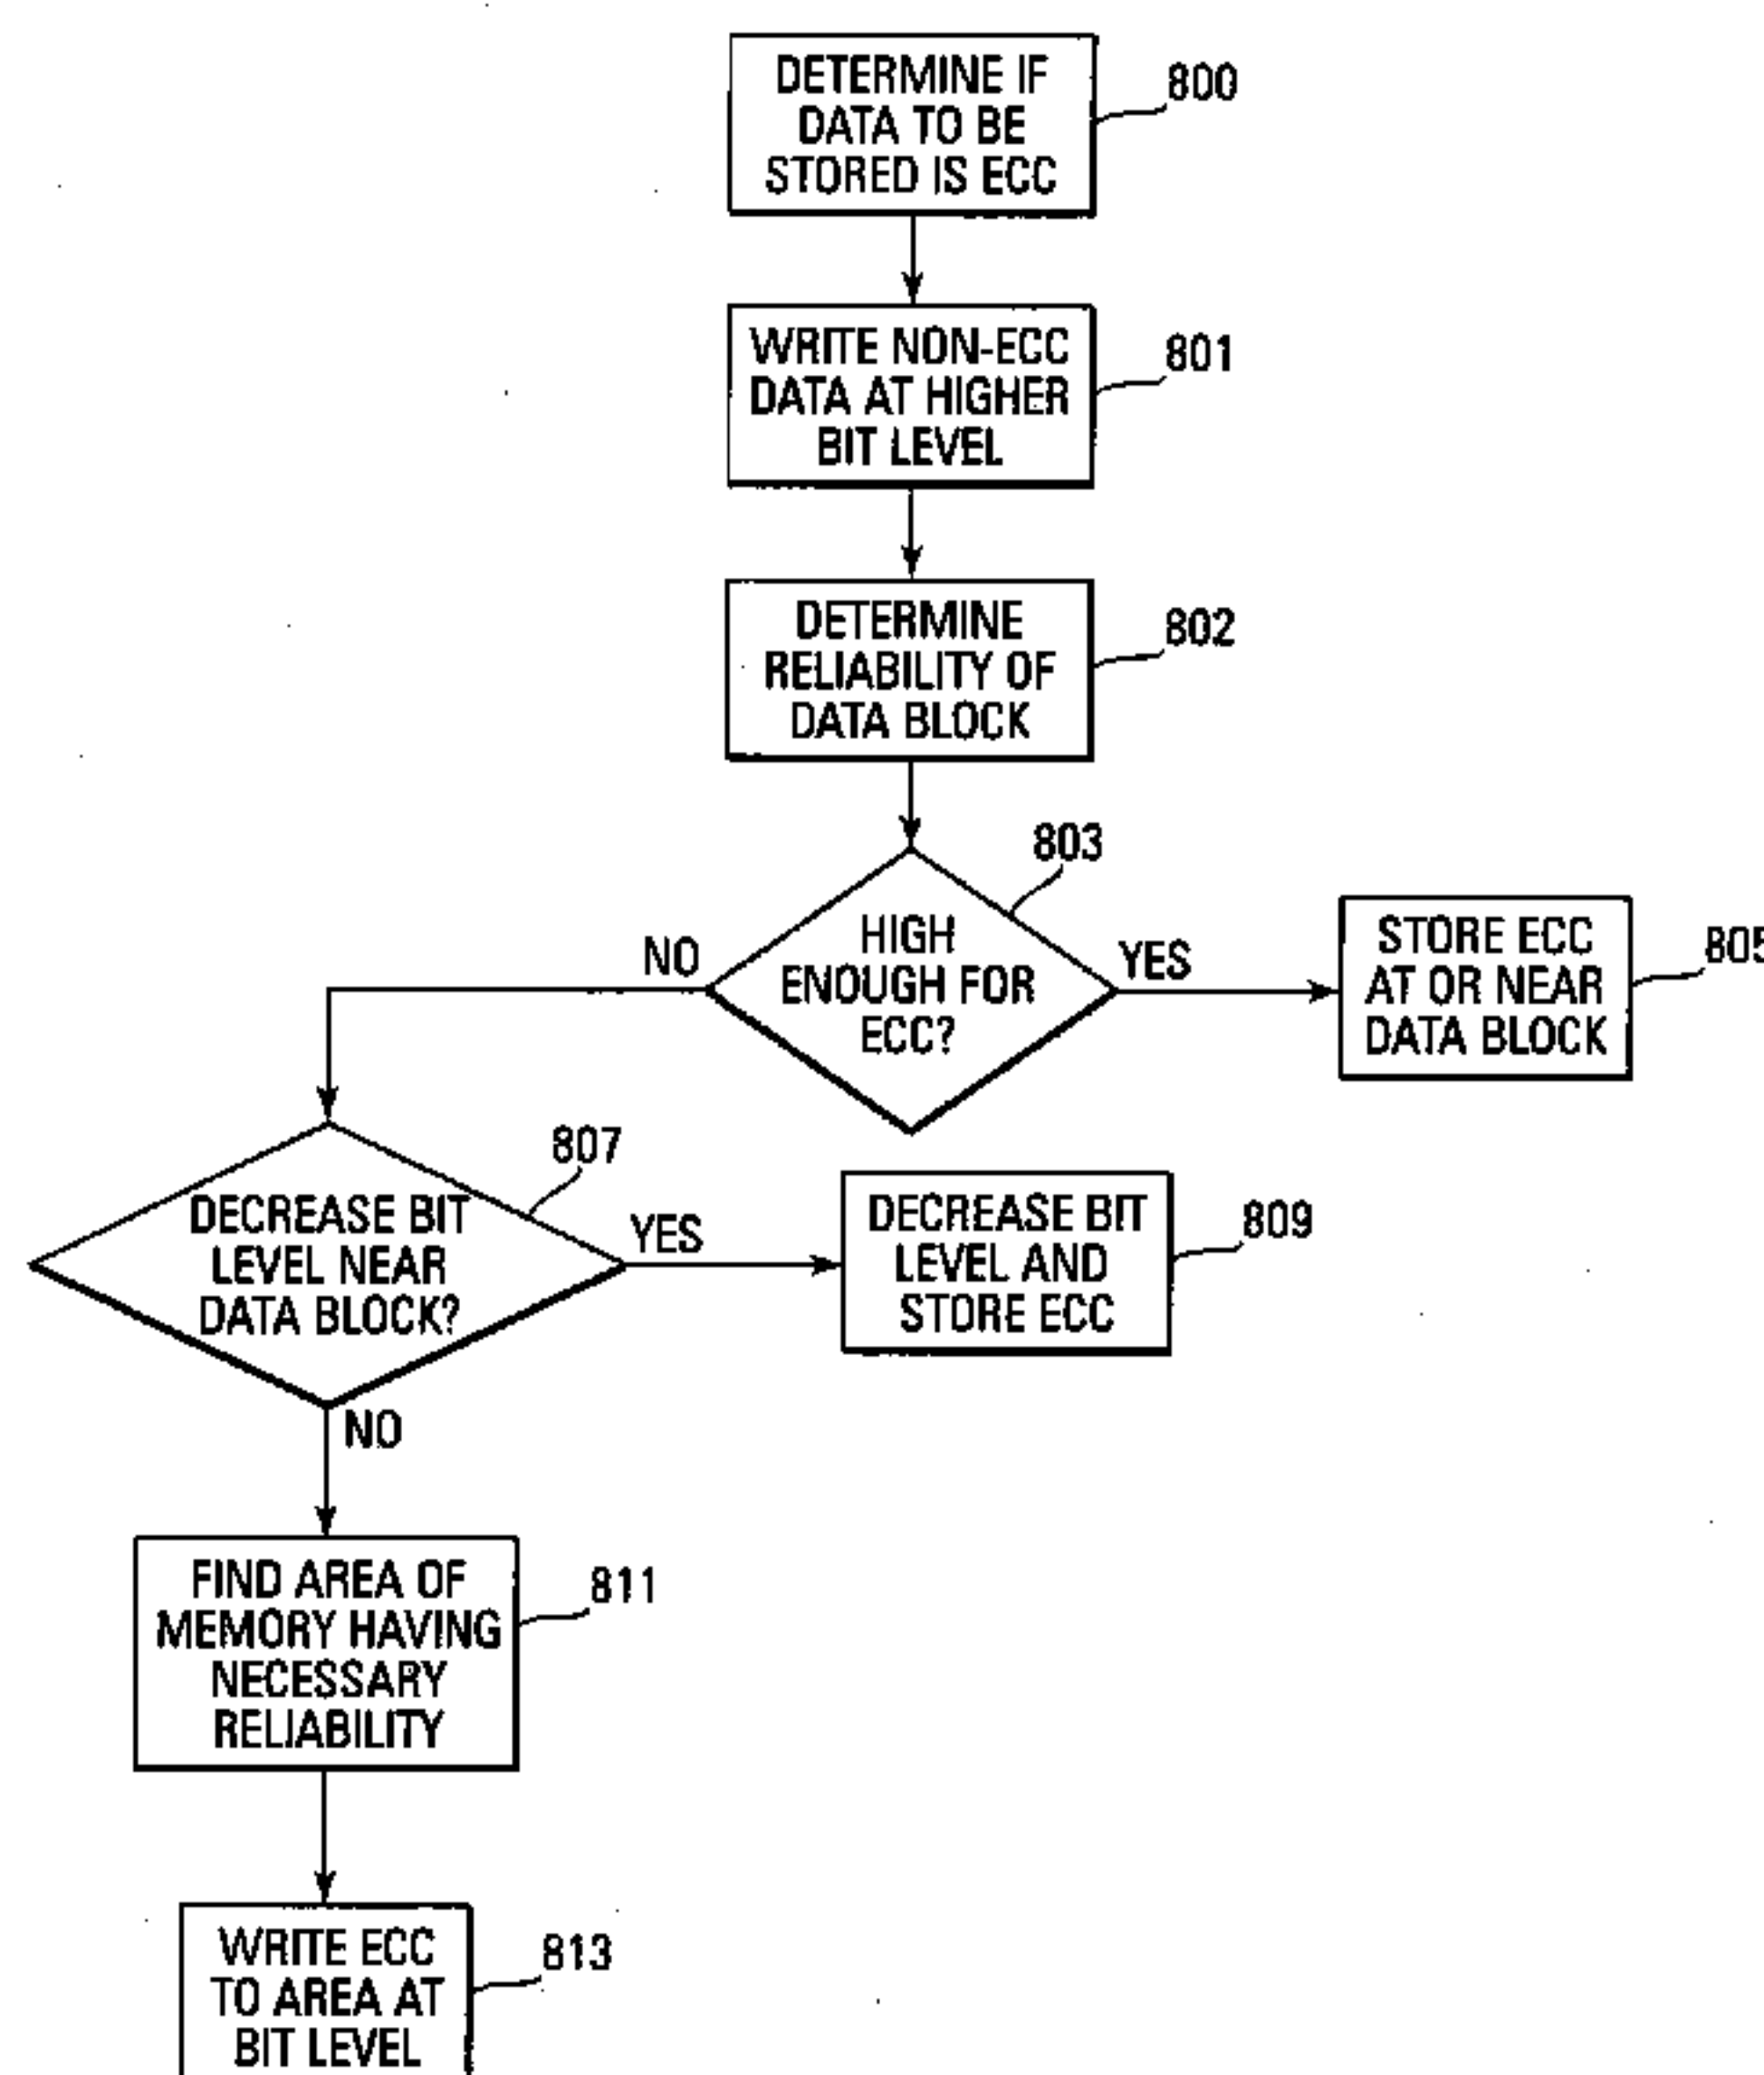 DETERMINE IF
DATA TO BE
STORED IS ECC
800
WRITE NON-ECC
DATA AT HIGHER
BIT LEVEL
801
DETERMINE
RELIABILITY OF
DATA BLOCK
802
803
HIGH
ENOUGH FOR
ECC?
NO
YES
STORE ECC
AT OR NEAR
DATA BLOCK
805
807
DECREASE BIT
LEVEL NEAR
DATA BLOCK?
YES
DECREASE BIT
LEVEL AND
STORE ECC
809
NO
FIND AREA OF
MEMORY HAVING
NECESSARY
RELIABILITY
811
WRITE ECC
TO AREA AT
BIT LEVEL
813